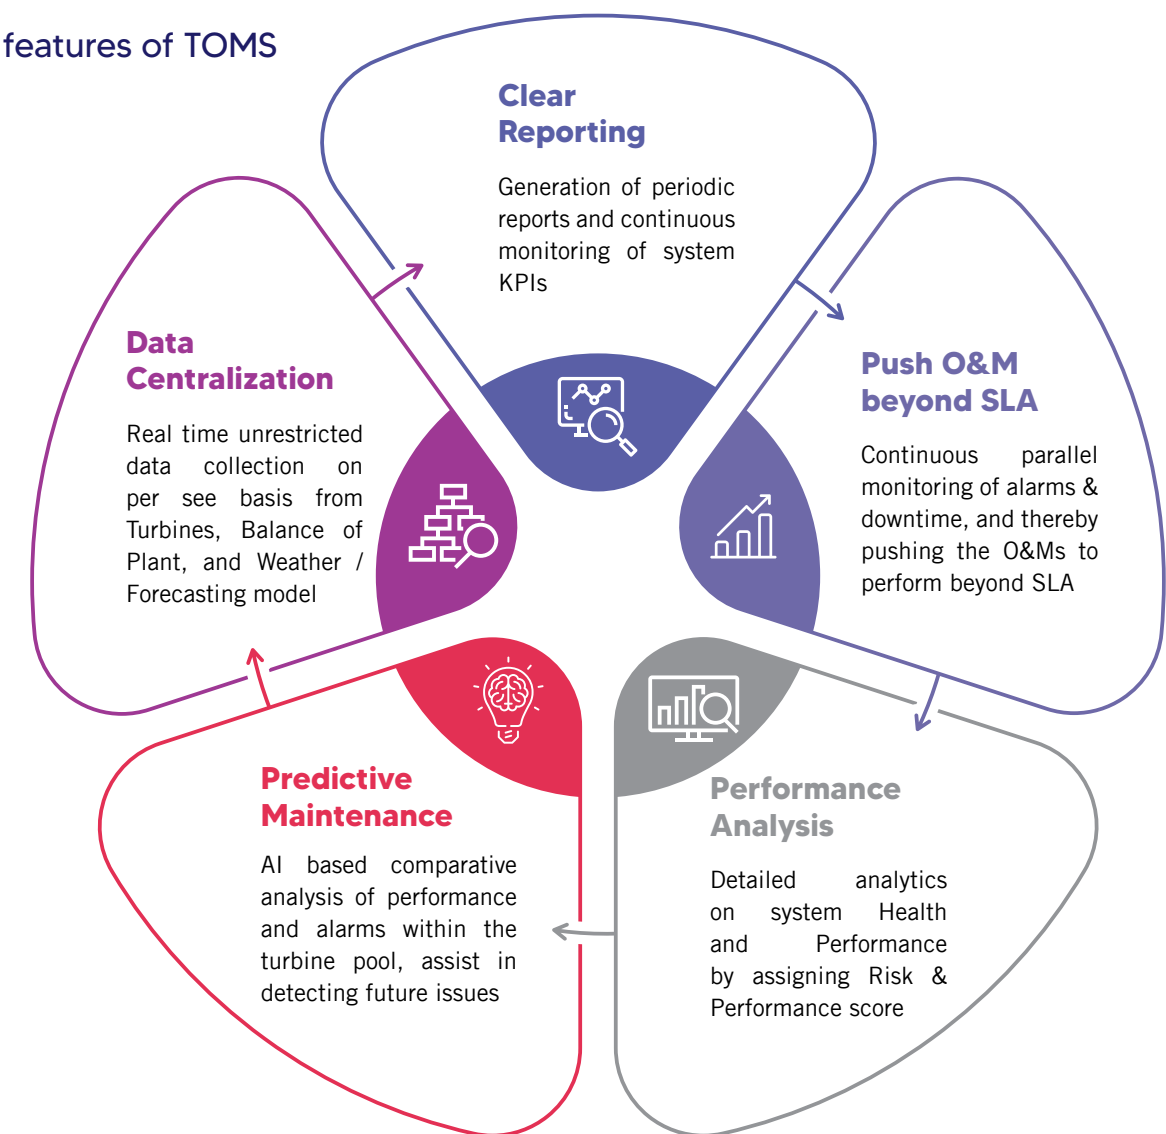 features of TOMS
Clear
Reporting
Generation of periodic
reports and continuous
monitoring of system
KPIs
Data
Centralization
Real time unrestricted
data collection on
per see basis from
Turbines, Balance of
Plant, and Weather /
Forecasting model
Push O&M
beyond SLA
Continuous parallel
monitoring of alarms &
downtime, and thereby
pushing the O&Ms to
perform beyond SLA
Predictive
Maintenance
AI based comparative
analysis of performance
and alarms within the
turbine pool, assist in
detecting future issues
Performance
Analysis
Detailed analytics
on system Health
and Performance
by assigning Risk &
Performance score